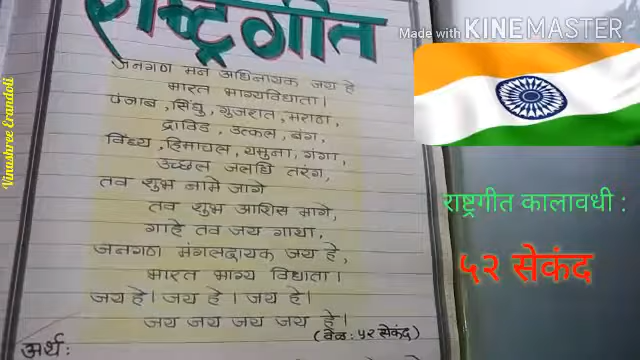 राष्ट्रगीत
जनगण मन अधिनायक जय हे
भारत भाग्यविधाता।
पंजाब, सिंधु, गुजरात, मराठा,
द्राविड, उत्कल, बंग,
विंध्य, हिमाचल, यमुना, गंगा,
उच्छल जलधि तरंग,
तव शुभ नामे जागे
तव शुभ आशिस मागे,
गाहे तव जय गाथा,
जनगण मंगलदायक जय हे,
भारत भाग्य विधाता।
जय हे। जय हे। जय हे।
जय जय जय जय हे।
(वेळ: ५२ सेकंद)
अर्थ:
Made with KINEMASTER
राष्ट्रगीत कालावधी :
५२ सेकंद
Vinushree Erandoli